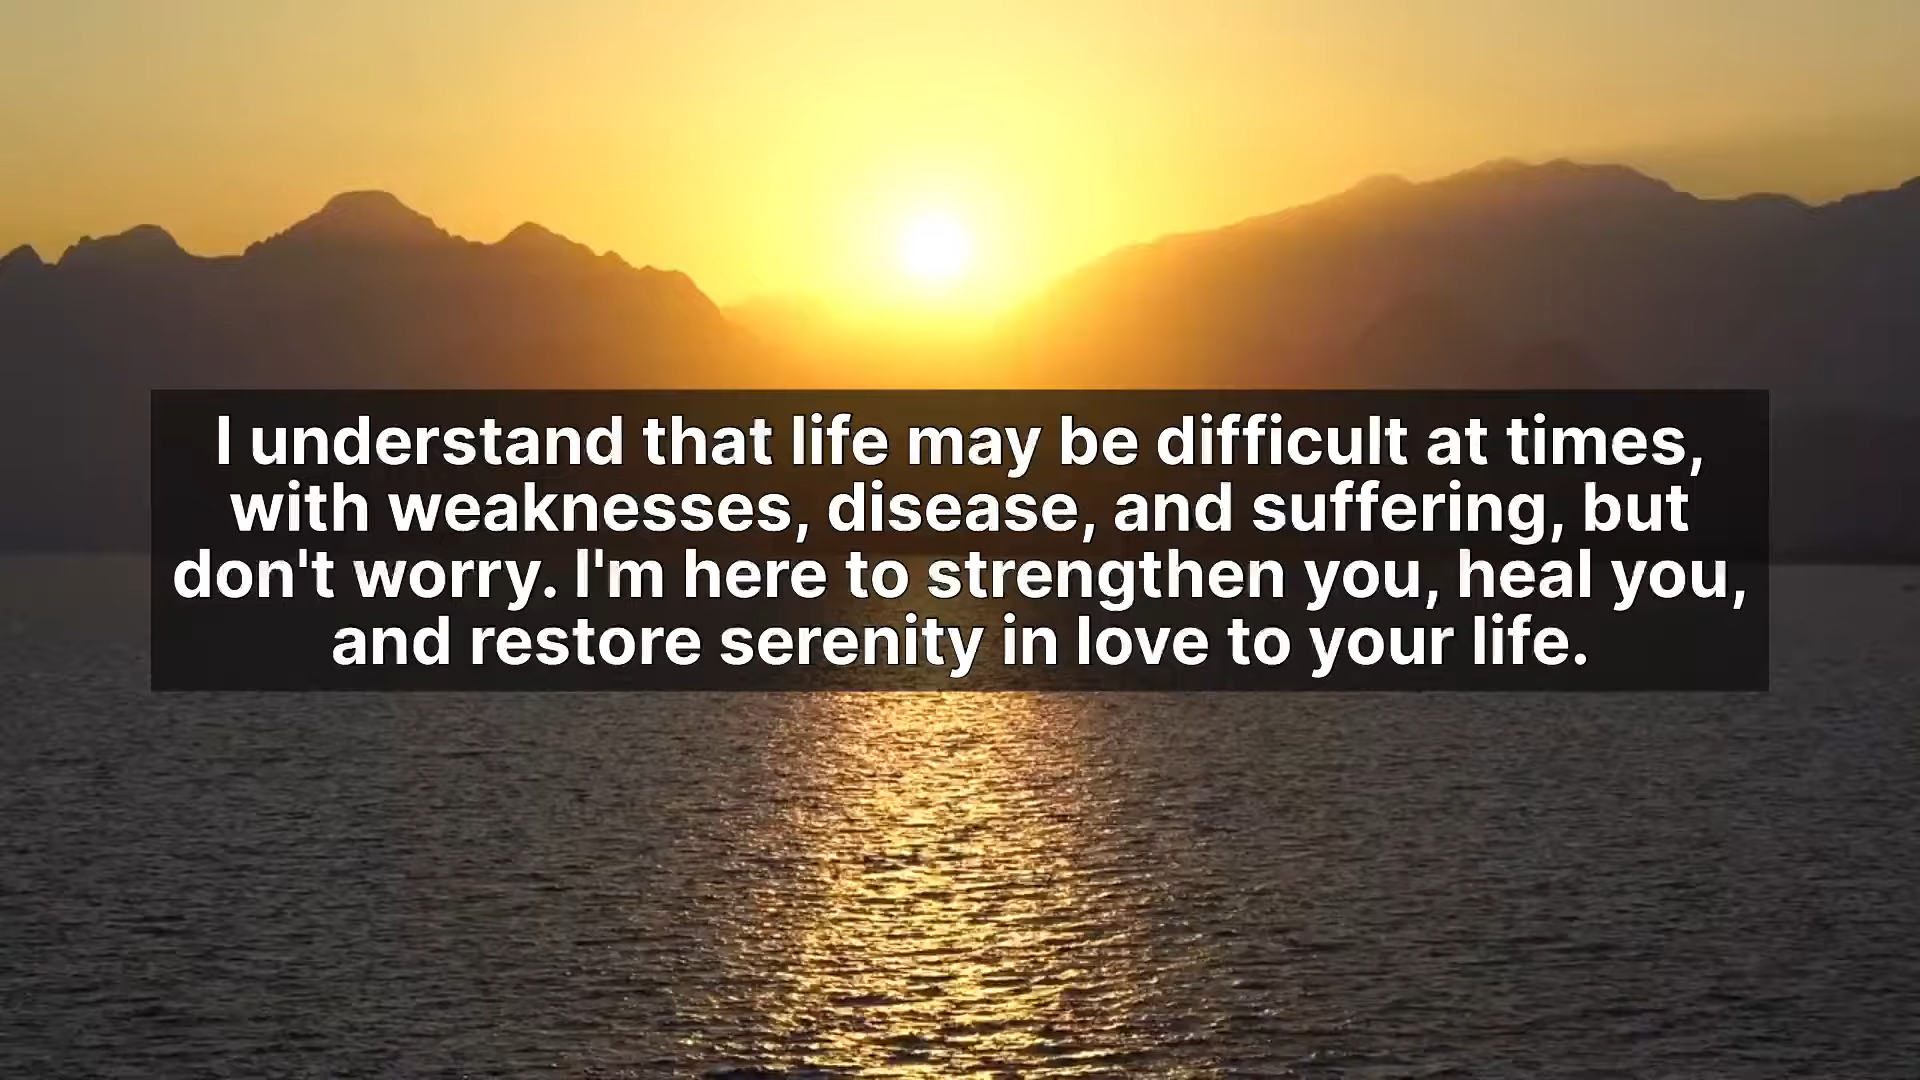 I understand that life may be difficult at times,
with weaknesses, disease, and suffering, but
don't worry. I'm here to strengthen you, heal you,
and restore serenity in love to your life.